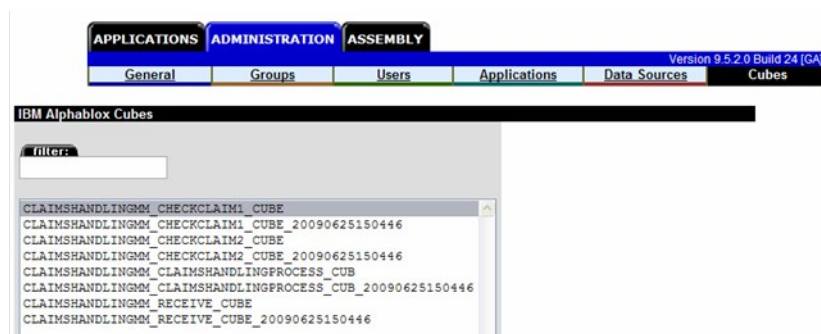 APPLICATIONS ADMINISTRATION ASSEMBLY
Version 9.5.2.0 Build 24 [GA]
General Groups Users Applications Data Sources Cubes
IBM Alphablox Cubes
filter:
CLAIMSHANDLINGMM_CHECKCLAIM1_CUBE
CLAIMSHANDLINGMM_CHECKCLAIM1_CUBE_20090625150446
CLAIMSHANDLINGMM_CHECKCLAIM2_CUBE
CLAIMSHANDLINGMM_CHECKCLAIM2_CUBE_20090625150446
CLAIMSHANDLINGMM_CLAIMSHANDLINGPROCESS_CUB
CLAIMSHANDLINGMM_CLAIMSHANDLINGPROCESS_CUB_20090625150446
CLAIMSHANDLINGMM_RECEIVE_CUBE
CLAIMSHANDLINGMM_RECEIVE_CUBE_20090625150446